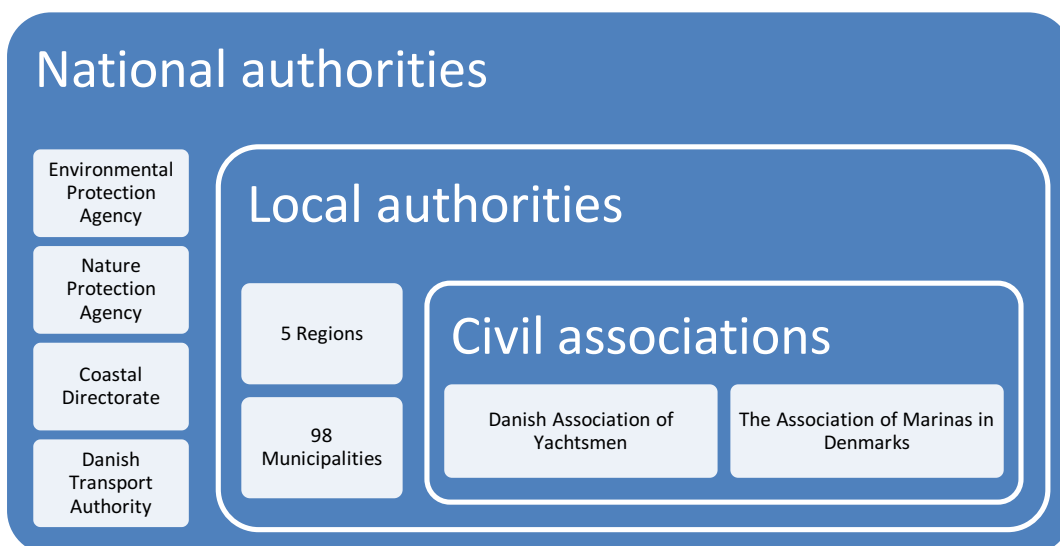 National authorities
Environmental
Protection
Agency
Nature
Protection
Agency
Coastal
Directorate
Danish
Transport
Authority
Local authorities
5 Regions
98
Municipalities
Civil associations
Danish Association of
Yachtsmen
The Association of Marinas in
Denmarks